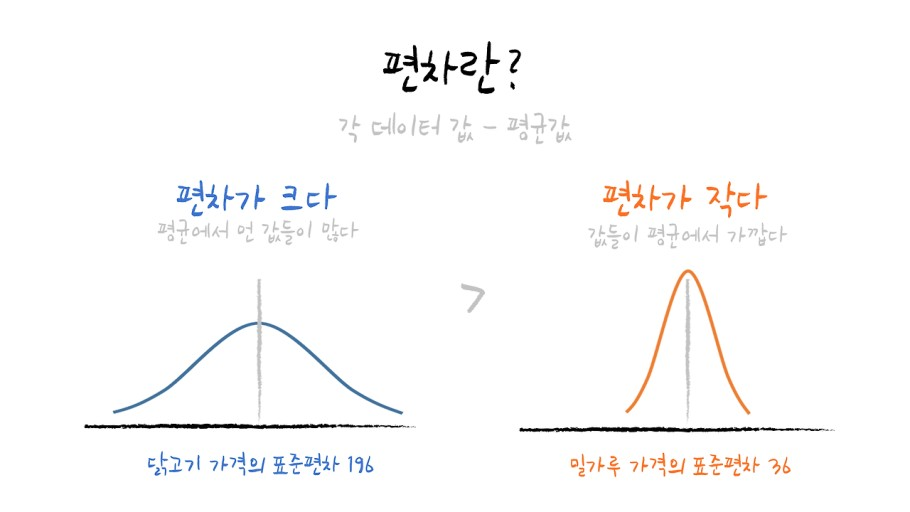 편차란?
각 데이터 값 - 평균값
편차가 크다
평균에서 먼 값들이 많다
편차가 작다
값들이 평균에서 가깝다
>
닭고기 가격의 표준편차 196
밀가루 가격의 표준편차 36